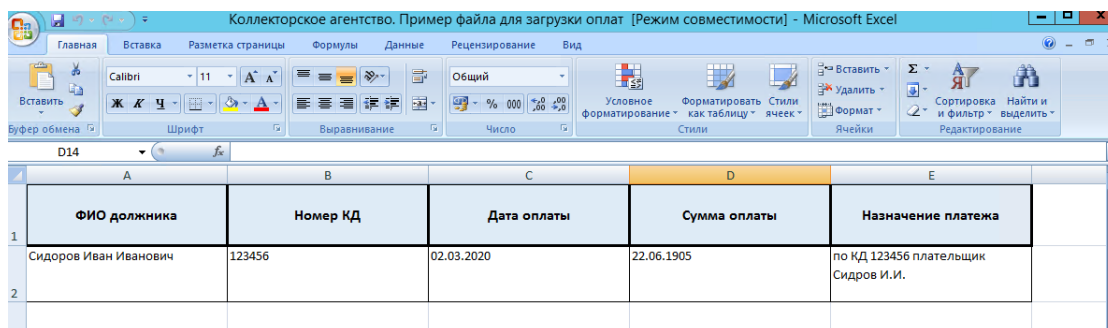 Коллекторское агентство. Пример файла для загрузки оплат [Режим совместимости] - Microsoft Excel
Главная Вставка Разметка страницы Формулы Данные Рецензирование Вид
Calibri 11 A A Общий Вставить Σ
Удалить
Вставить Ж К Ч % 000 Условное Форматировать Стили Сортировка Найти и
форматирование как таблицу ячеек Формат и фильтр выделить
Буфер обмена Шрифт Выравнивание Число Стили Ячейки Редактирование
D14 fx
A B C D E
1 ФИО должника Номер КД Дата оплаты Сумма оплаты Назначение платежа
2 Сидоров Иван Иванович 123456 02.03.2020 22.06.1905 по КД 123456 плательщик
Сидров И.И.